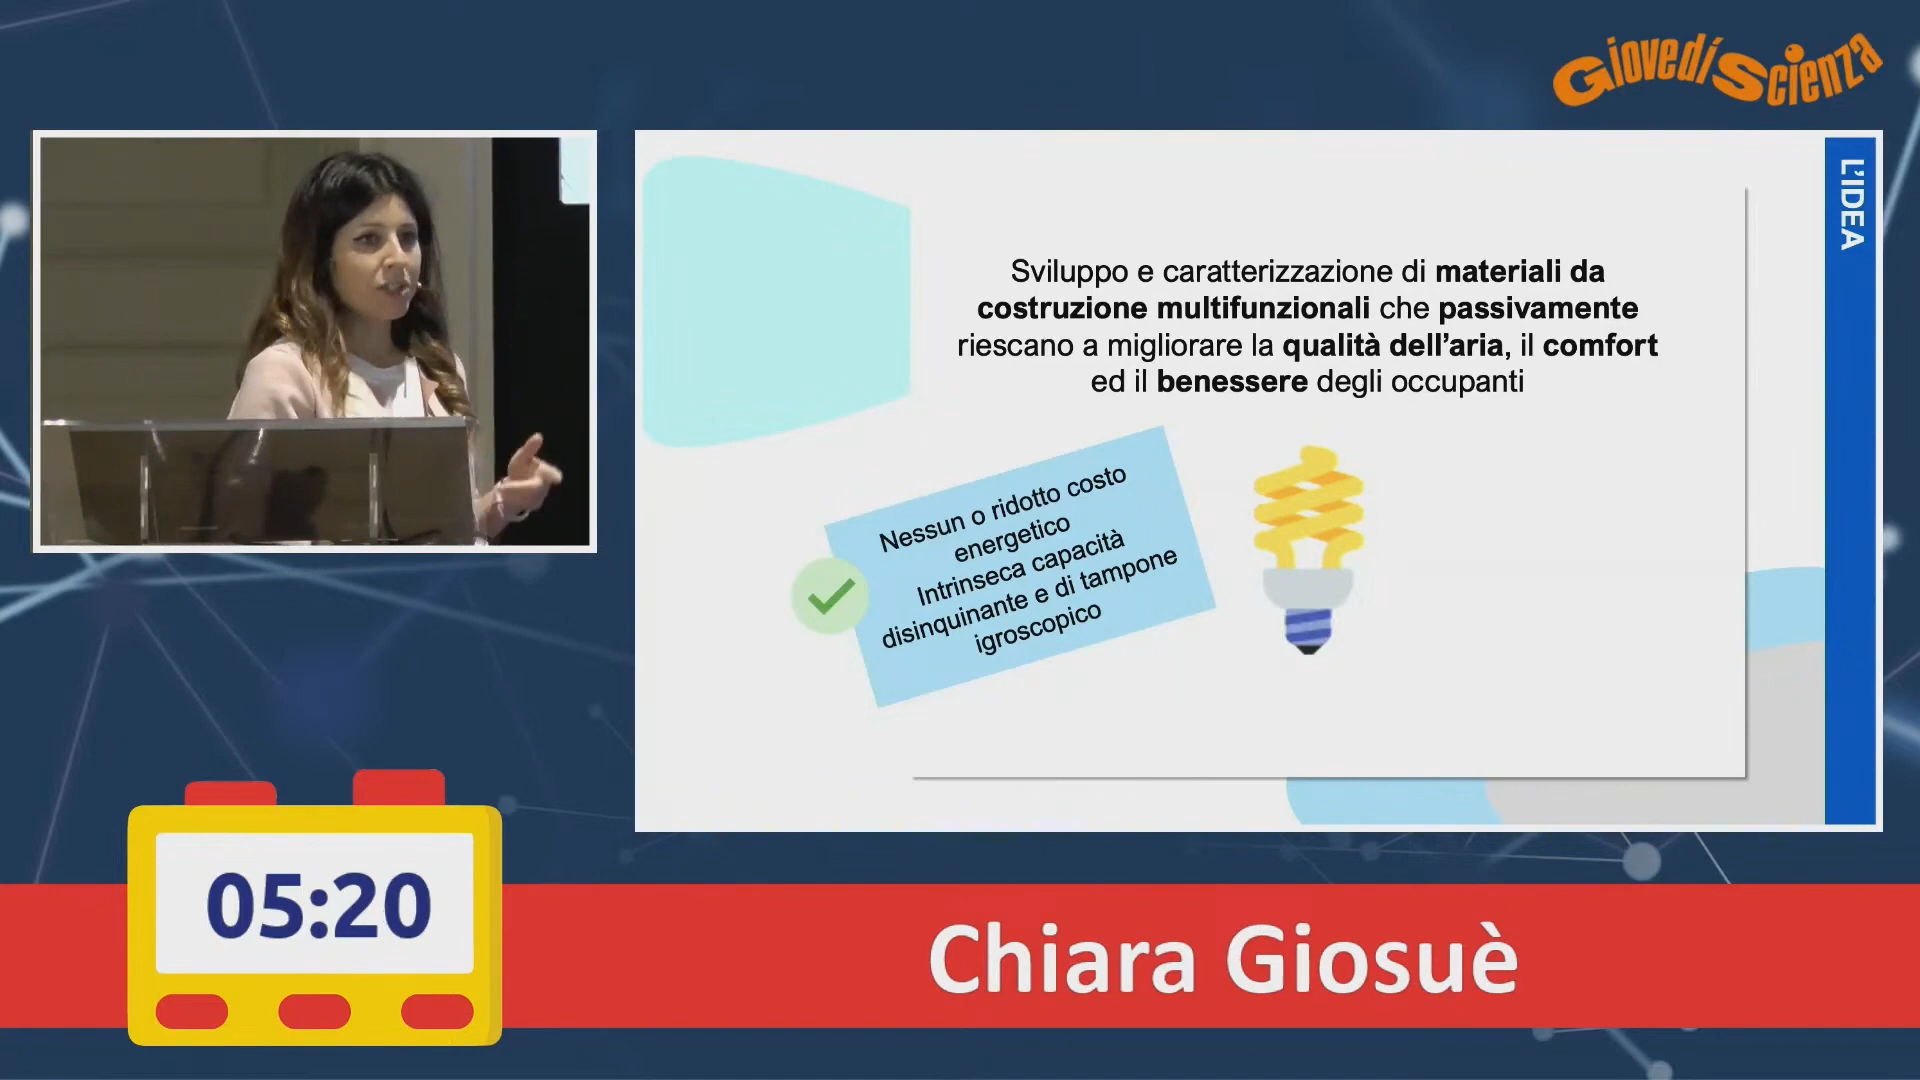 GiovedìScienza
L'IDEA
Sviluppo e caratterizzazione di materiali da
costruzione multifunzionali che passivamente
riescano a migliorare la qualità dell'aria, il comfort
ed il benessere degli occupanti
Nessun o ridotto costo
energetico
Intrinseca capacità
disinquinante e di tampone
igroscopico
05:20
Chiara Giosuè